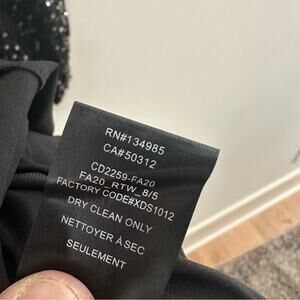 RN#134985
CA#50312
CD2259-FA20
FA20_RTW_8/5
FACTORY CODE#XDS1012
DRY CLEAN ONLY
NETTOYER À SEC
SEULEMENT